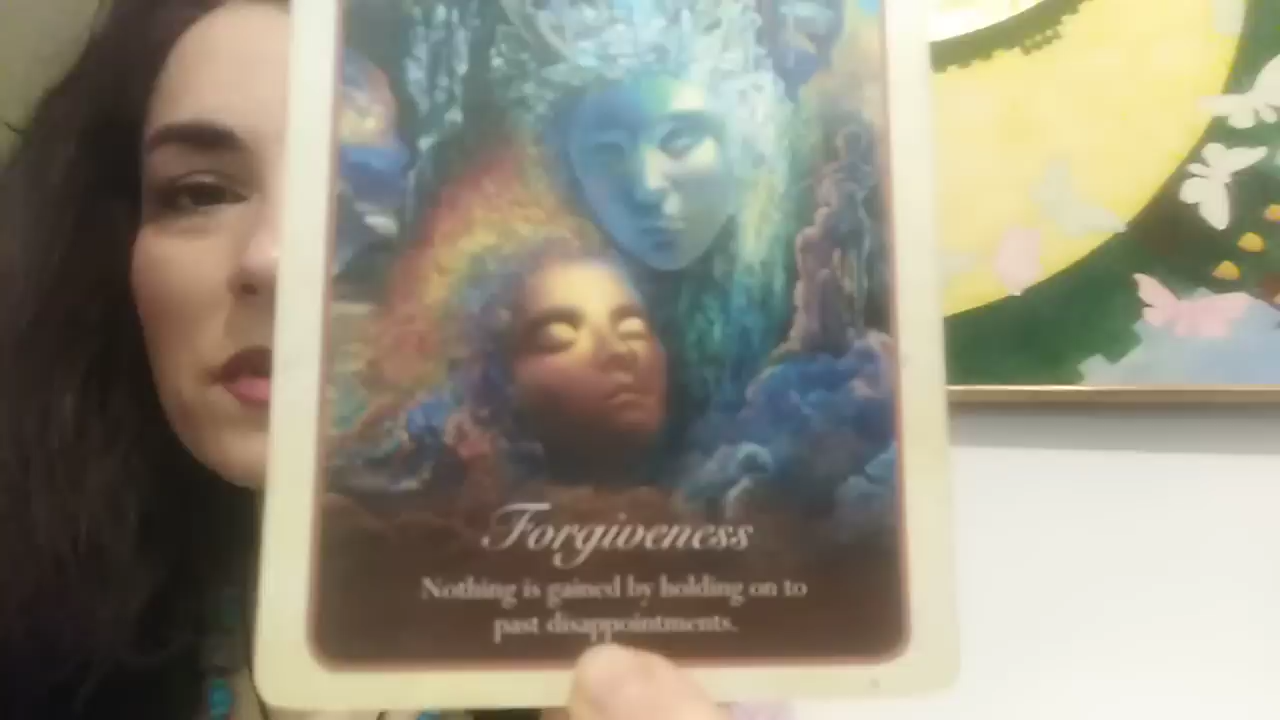 Forgiveness
Nothing is gained by holding on to
past disappointments.